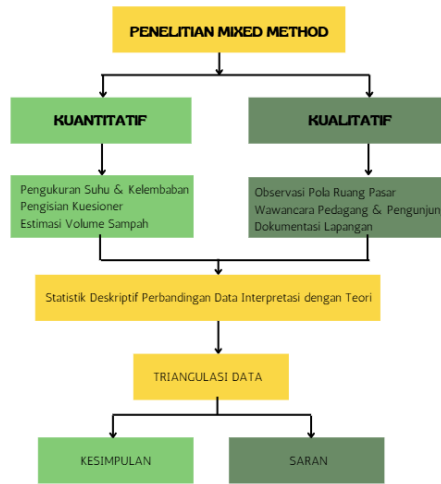 PENELITIAN MIXED METHOD
KUANTITATIF
KUALITATIF
Pengukuran Suhu & Kelembaban
Pengisian Kuesioner
Estimasi Volume Sampah
Observasi Pola Ruang Pasar
Wawancara Pedagang & Pengunjun
Dokumentasi Lapangan
Statistik Deskriptif Perbandingan Data Interpretasi dengan Teori
TRIANGULASI DATA
KESIMPULAN
SARAN